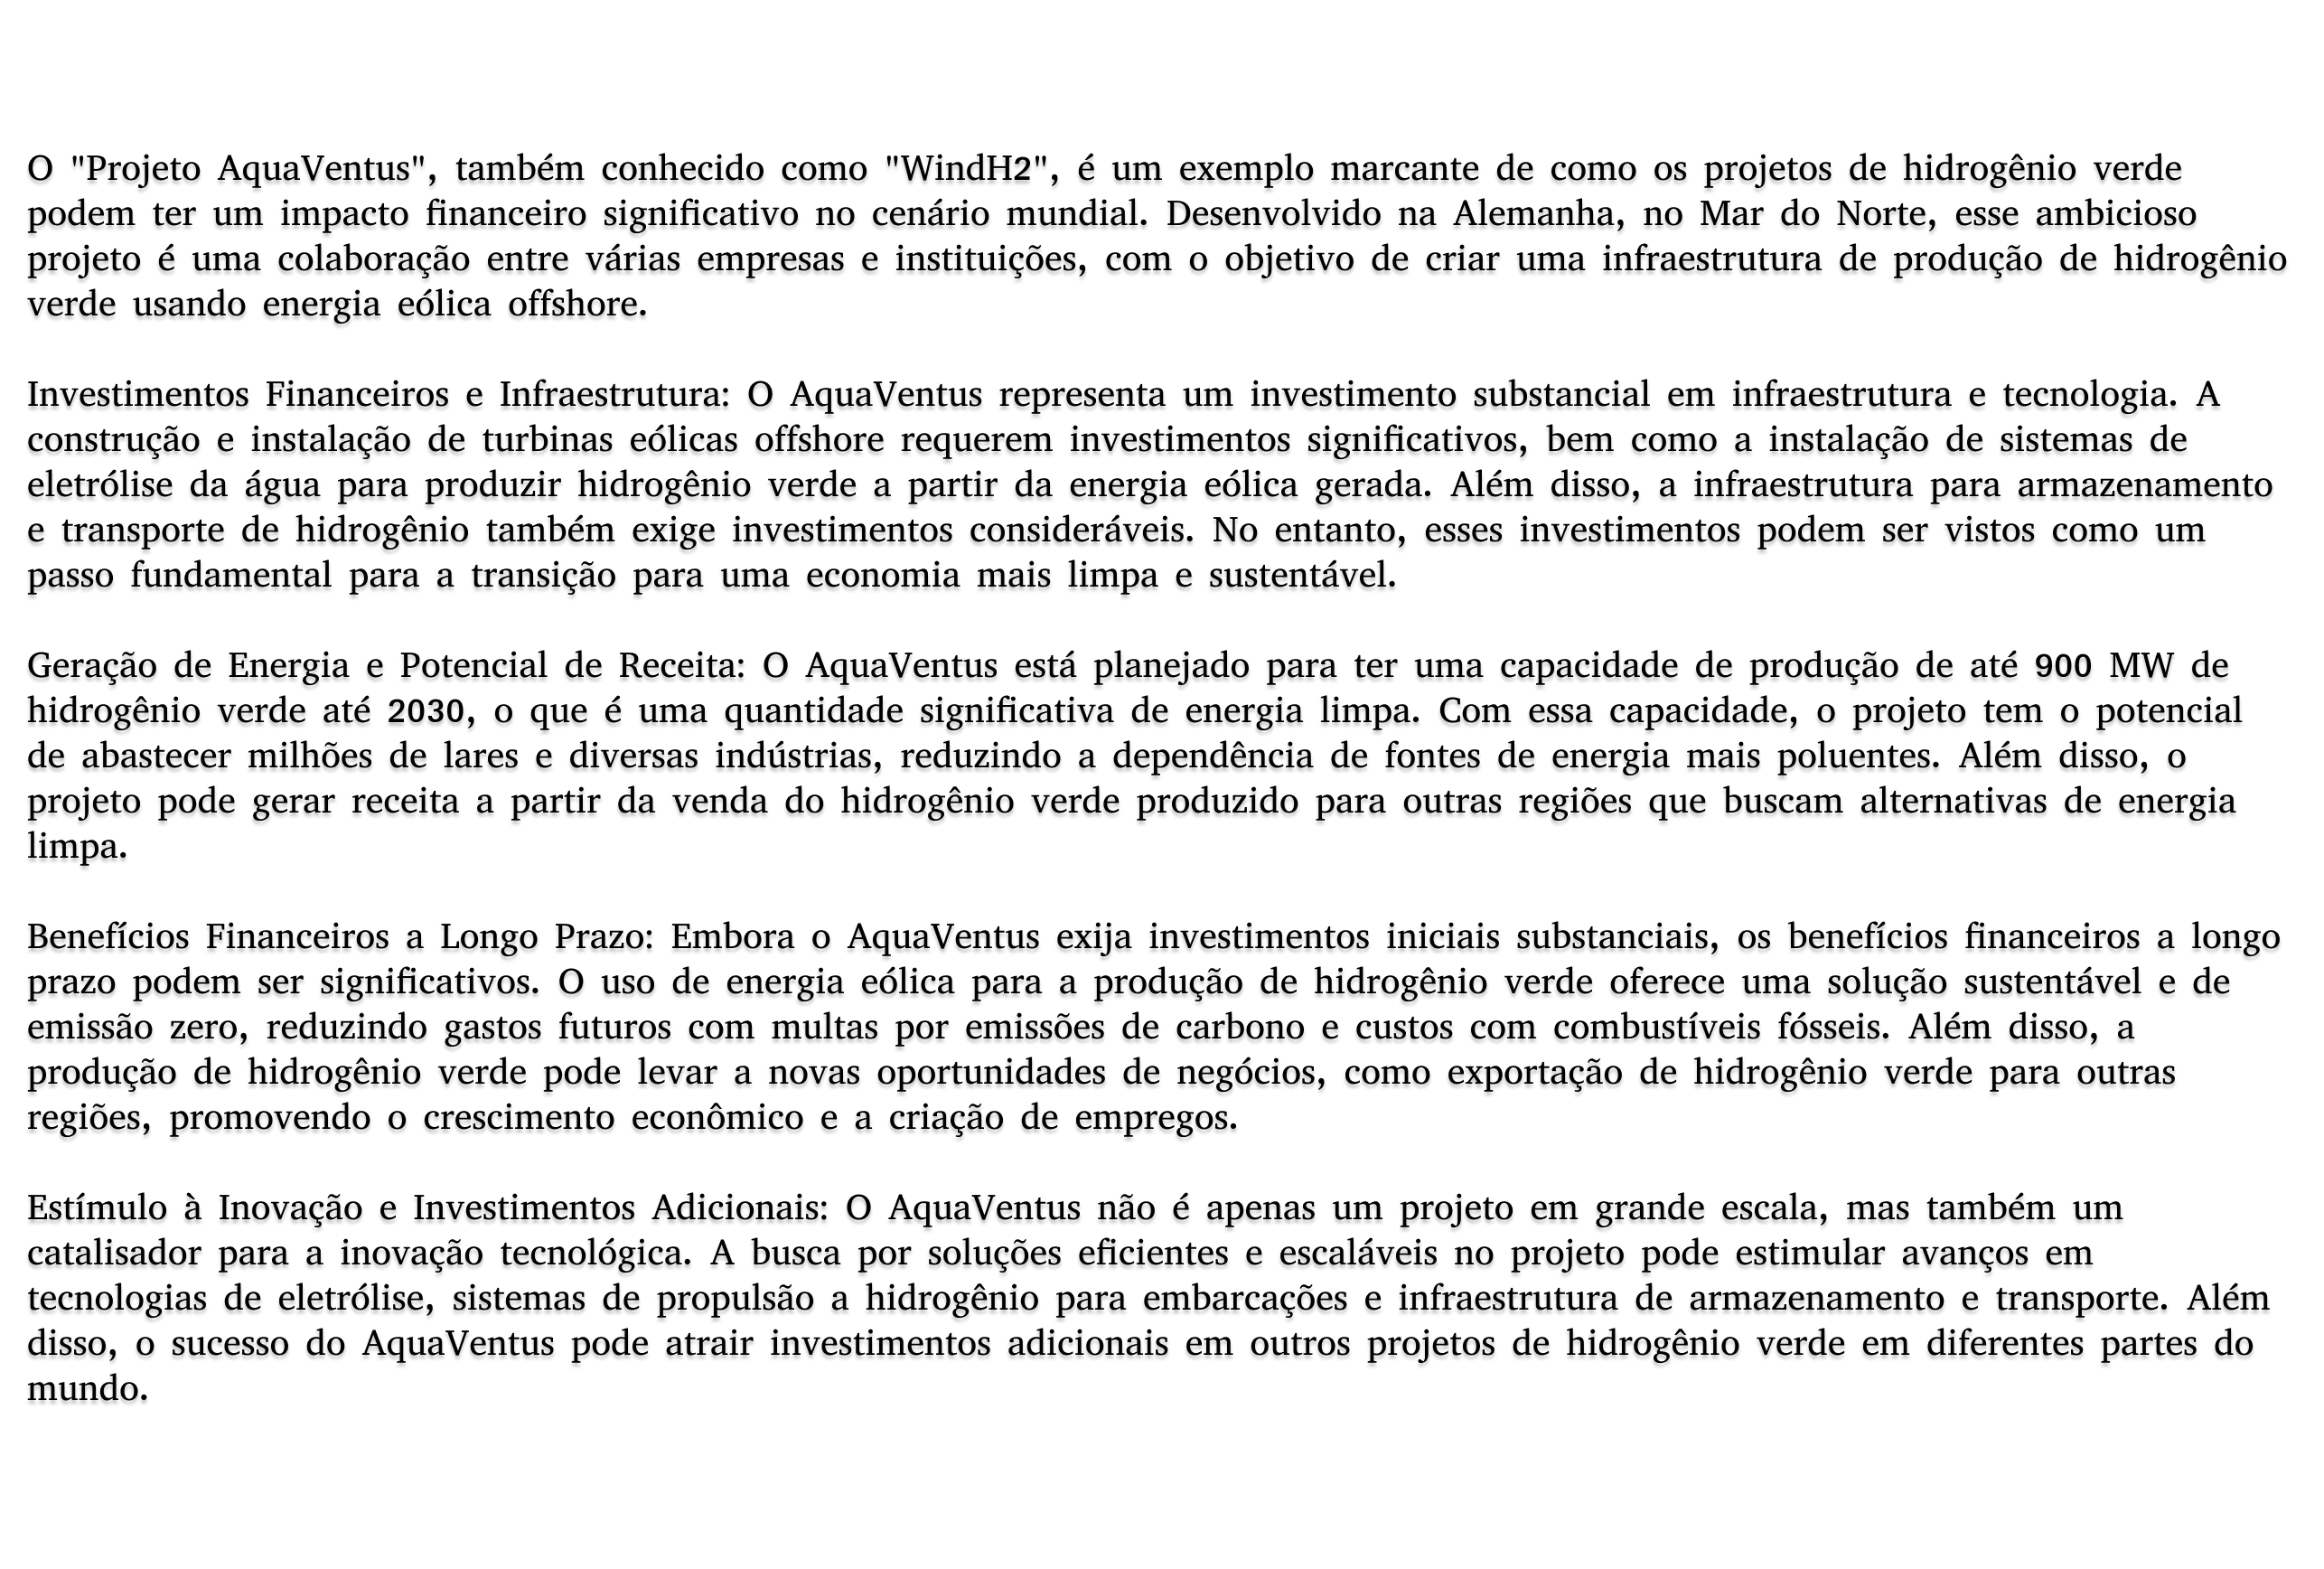 O "Projeto AquaVentus", também conhecido como "WindH2", é um exemplo marcante de como os projetos de hidrogênio verde
podem ter um impacto financeiro significativo no cenário mundial. Desenvolvido na Alemanha, no Mar do Norte, esse ambicioso
projeto é uma colaboração entre várias empresas e instituições, com o objetivo de criar uma infraestrutura de produção de hidrogênio
verde usando energia eólica offshore.
Investimentos Financeiros e Infraestrutura: O AquaVentus representa um investimento substancial em infraestrutura e tecnologia. A
construção e instalação de turbinas eólicas offshore requerem investimentos significativos, bem como a instalação de sistemas de
eletrólise da água para produzir hidrogênio verde a partir da energia eólica gerada. Além disso, a infraestrutura para armazenamento
e transporte de hidrogênio também exige investimentos consideráveis. No entanto, esses investimentos podem ser vistos como um
passo fundamental para a transição para uma economia mais limpa e sustentável.
Geração de Energia e Potencial de Receita: O AquaVentus está planejado para ter uma capacidade de produção de até 900 MW de
hidrogênio verde até 2030, o que é uma quantidade significativa de energia limpa. Com essa capacidade, o projeto tem o potencial
de abastecer milhões de lares e diversas indústrias, reduzindo a dependência de fontes de energia mais poluentes. Além disso, o
projeto pode gerar receita a partir da venda do hidrogênio verde produzido para outras regiões que buscam alternativas de energia
limpa.
Benefícios Financeiros a Longo Prazo: Embora o AquaVentus exija investimentos iniciais substanciais, os benefícios financeiros a longo
prazo podem ser significativos. O uso de energia eólica para a produção de hidrogênio verde oferece uma solução sustentável e de
emissão zero, reduzindo gastos futuros com multas por emissões de carbono e custos com combustíveis fósseis. Além disso, a
produção de hidrogênio verde pode levar a novas oportunidades de negócios, como exportação de hidrogênio verde para outras
regiões, promovendo o crescimento econômico e a criação de empregos.
Estímulo à Inovação e Investimentos Adicionais: O AquaVentus não é apenas um projeto em grande escala, mas também um
catalisador para a inovação tecnológica. A busca por soluções eficientes e escaláveis no projeto pode estimular avanços em
tecnologias de eletrólise, sistemas de propulsão a hidrogênio para embarcações e infraestrutura de armazenamento e transporte. Além
disso, o sucesso do AquaVentus pode atrair investimentos adicionais em outros projetos de hidrogênio verde em diferentes partes do
mundo.